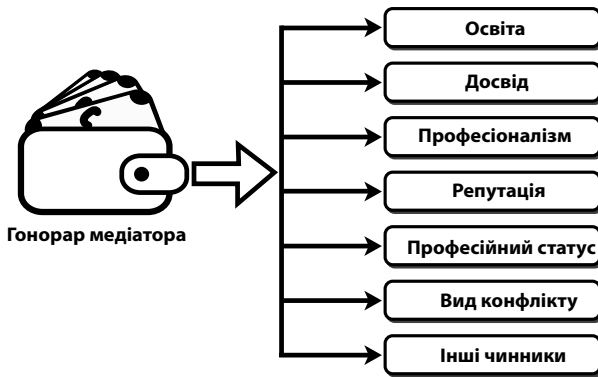 Гонорар медіатора
Освіта
Досвід
Професіоналізм
Репутація
Професійний статус
Вид конфлікту
Інші чинники